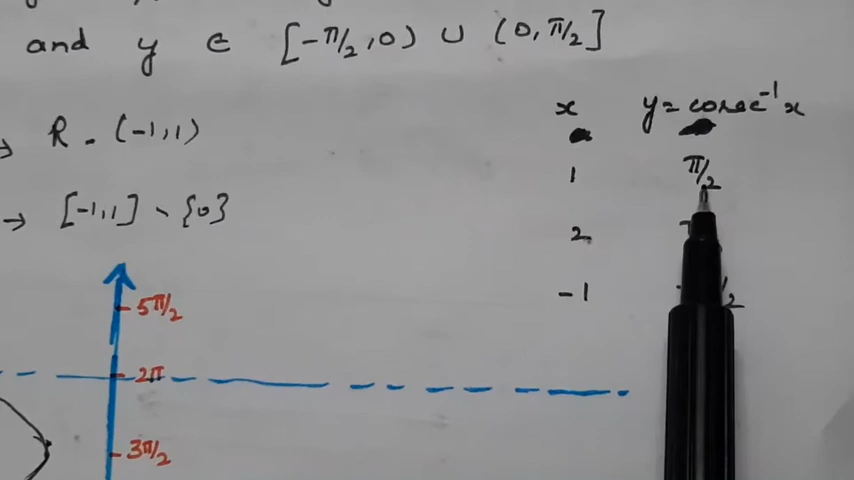 and y ∈ [-π/2, 0) ∪ (0, π/2]
x y = cosec⁻¹ x
→ R - (-1,1)
1 π/2
→ [-1,1] \ {0}
2
-1
5π/2
2π
3π/2